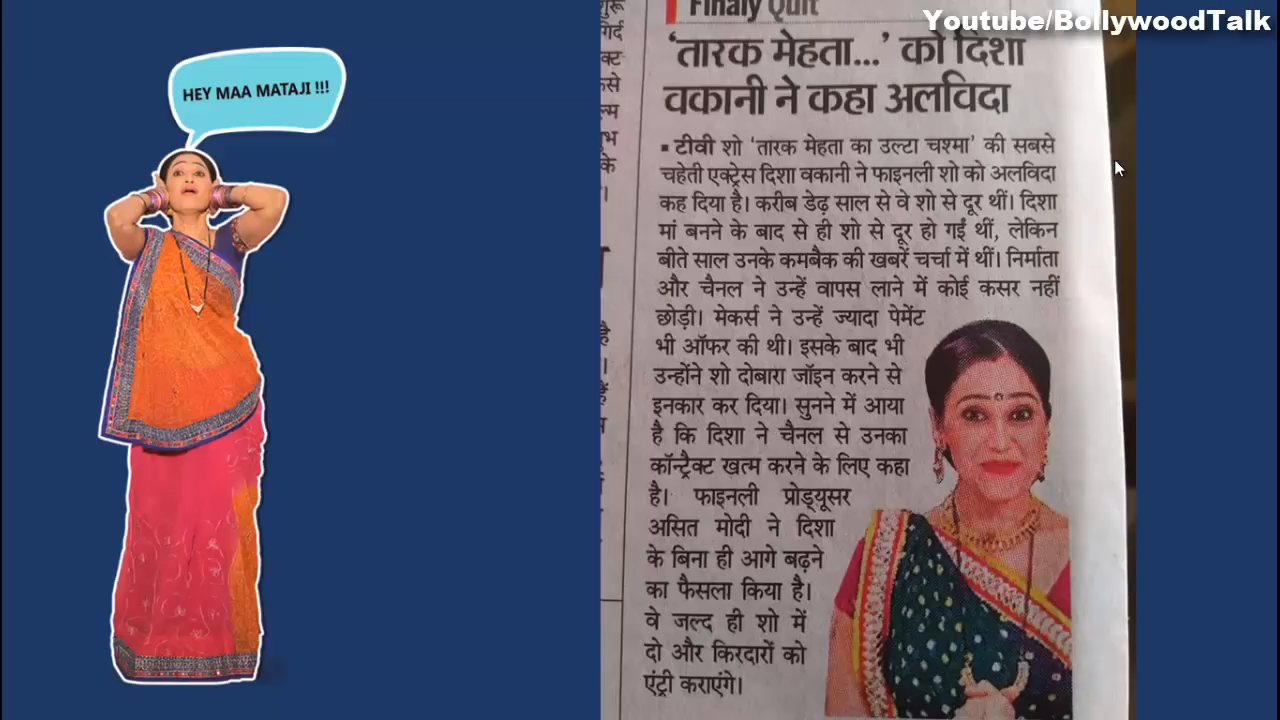 Finaly Quit
Youtube/BollywoodTalk
HEY MAA MATAJI !!!
'तारक मेहता...' को दिशा
वकानी ने कहा अलविदा
▪ टीवी शो 'तारक मेहता का उल्टा चश्मा' की सबसे
चहेती एक्ट्रेस दिशा वकानी ने फाइनली शो को अलविदा
कह दिया है। करीब डेढ़ साल से वे शो से दूर थीं। दिशा
मां बनने के बाद से ही शो से दूर हो गईं थीं, लेकिन
बीते साल उनके कमबैक की खबरें चर्चा में थीं। निर्माता
और चैनल ने उन्हें वापस लाने में कोई कसर नहीं
छोड़ी। मेकर्स ने उन्हें ज्यादा पेमेंट
भी ऑफर की थी। इसके बाद भी
उन्होंने शो दोबारा जॉइन करने से
इनकार कर दिया। सुनने में आया
है कि दिशा ने चैनल से उनका
कॉन्ट्रैक्ट खत्म करने के लिए कहा
है। फाइनली प्रोड्यूसर
असित मोदी ने दिशा
के बिना ही आगे बढ़ने
का फैसला किया है।
वे जल्द ही शो में
दो और किरदारों को
एंट्री कराएंगे।